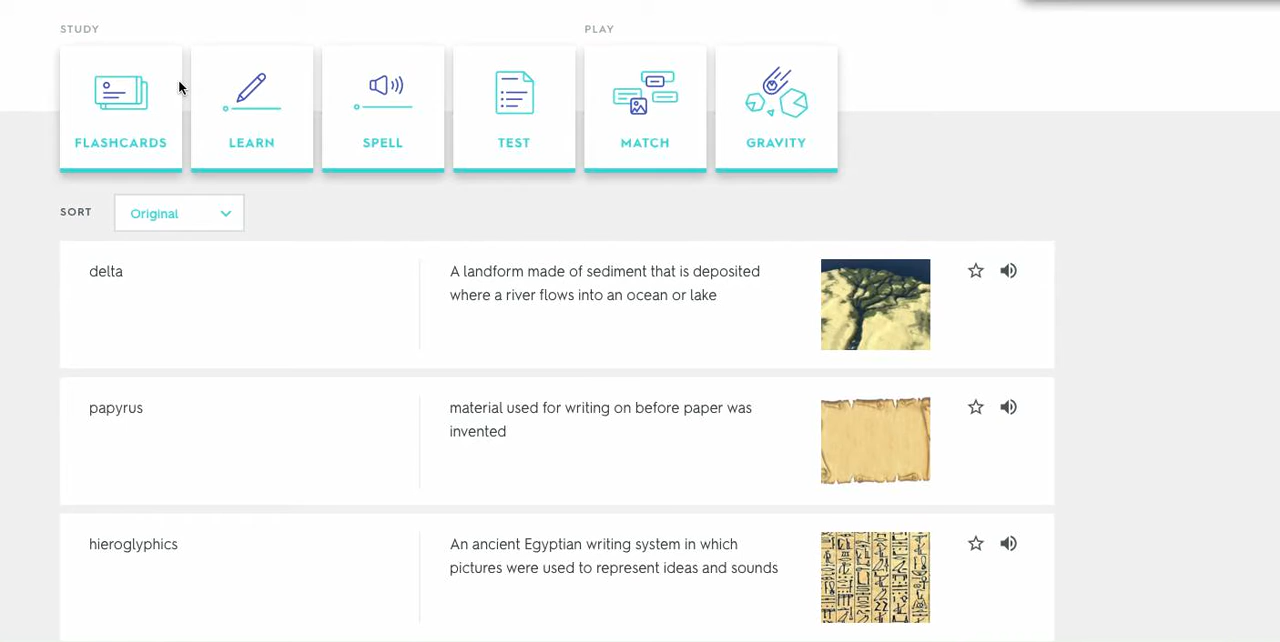 STUDY
PLAY
FLASHCARDS
LEARN
SPELL
TEST
MATCH
GRAVITY
SORT
Original
delta
A landform made of sediment that is deposited
where a river flows into an ocean or lake
papyrus
material used for writing on before paper was
invented
hieroglyphics
An ancient Egyptian writing system in which
pictures were used to represent ideas and sounds